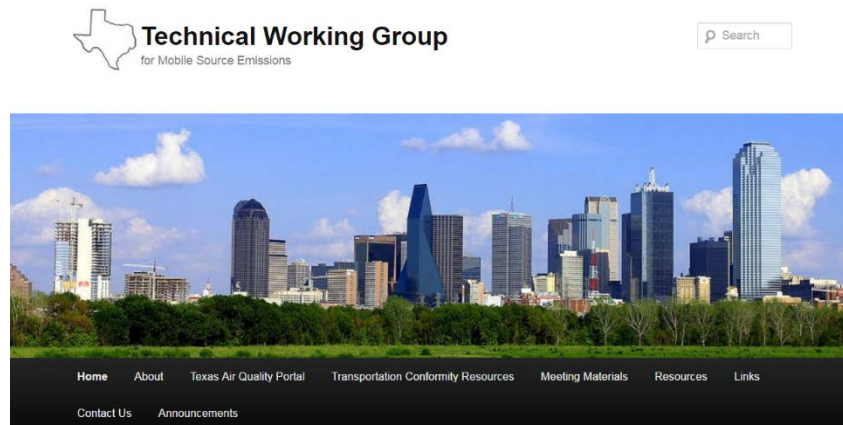 Technical Working Group
for Mobile Source Emissions
Search
Home About Texas Air Quality Portal Transportation Conformity Resources Meeting Materials Resources Links
Contact Us Announcements